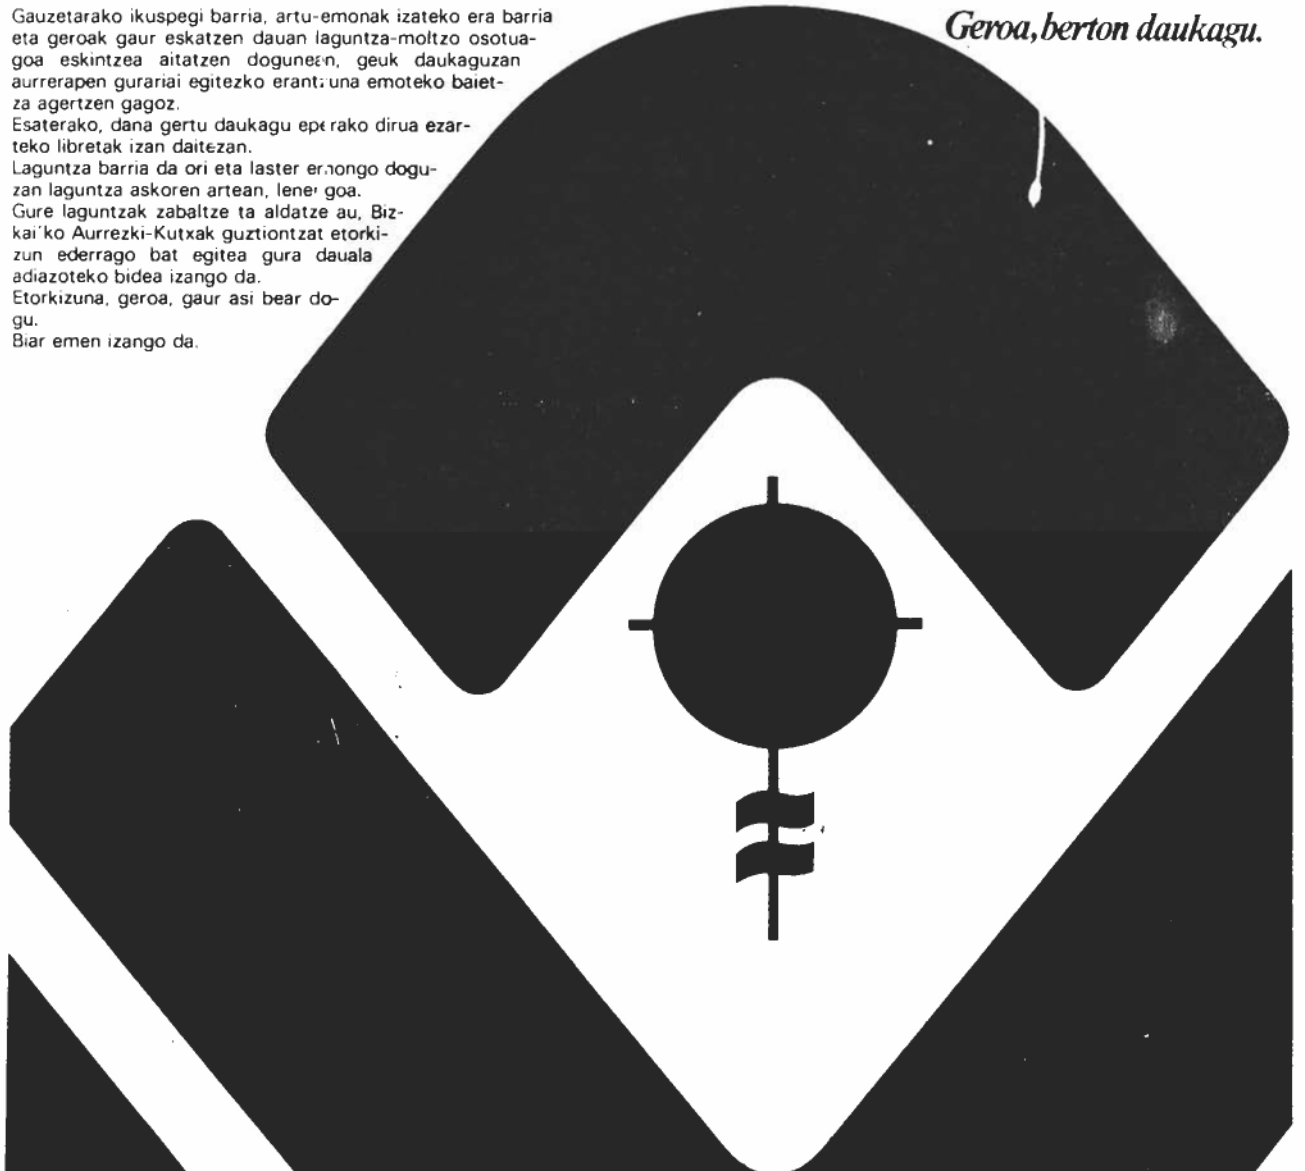 Gauzetarako ikuspegi barria, artu-emonak izateko era barria
eta geroak gaur eskatzen dauan laguntza-moltzo osotua-
goa eskintzea aitatzen dogunean, geuk daukaguzan
aurrerapen gurariai egitezko erantzuna emoteko baiet-
za agertzen gagoz.
Esaterako, dana gertu daukagu eperako dirua ezar-
teko libretak izan daitezan.
Laguntza barria da ori eta laster emongo dogu-
zan laguntza askoren artean, lenengoa.
Gure laguntzak zabaltze ta aldatze au, Biz-
kai'ko Aurrezki-Kutxak guztiontzat etorki-
zun ederrago bat egitea gura dauala
adiazoteko bidea izango da.
Etorkizuna, geroa, gaur asi bear do-
gu.
Biar emen izango da.
Geroa, berton daukagu.